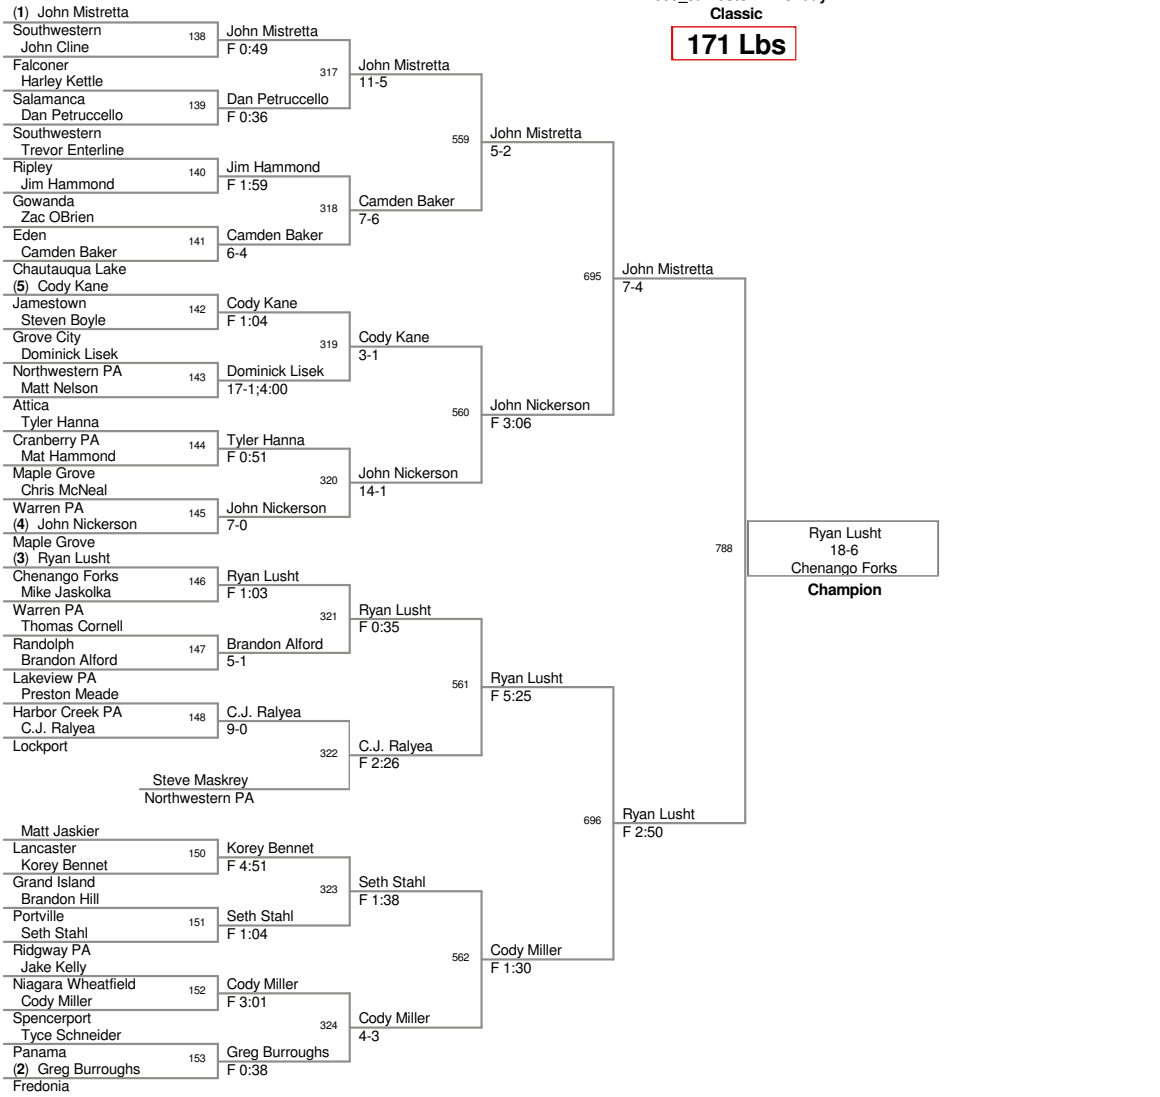 Classic
171 Lbs
(1) John Mistretta
Southwestern
138
John Mistretta
John Cline
F 0:49
Falconer
317
John Mistretta
Harley Kettle
11-5
Salamanca
139
Dan Petruccello
Dan Petruccello
F 0:36
Southwestern
559
John Mistretta
Trevor Enterline
5-2
Ripley
140
Jim Hammond
Jim Hammond
F 1:59
Gowanda
318
Camden Baker
Zac OBrien
7-6
Eden
141
Camden Baker
Camden Baker
6-4
Chautauqua Lake
695
John Mistretta
(5) Cody Kane
7-4
Jamestown
142
Cody Kane
Steven Boyle
F 1:04
Grove City
319
Cody Kane
Dominick Lisek
3-1
Northwestern PA
143
Dominick Lisek
Matt Nelson
17-1;4:00
Attica
560
John Nickerson
Tyler Hanna
F 3:06
Cranberry PA
144
Tyler Hanna
Mat Hammond
F 0:51
Maple Grove
320
John Nickerson
Chris McNeal
14-1
Warren PA
145
John Nickerson
(4) John Nickerson
7-0
Maple Grove
788
Ryan Lusht
18-6
Chenango Forks
Champion
(3) Ryan Lusht
Chenango Forks
146
Ryan Lusht
Mike Jaskolka
F 1:03
Warren PA
321
Ryan Lusht
Thomas Cornell
F 0:35
Randolph
147
Brandon Alford
Brandon Alford
5-1
Lakeview PA
561
Ryan Lusht
Preston Meade
F 5:25
Harbor Creek PA
148
C.J. Ralyea
C.J. Ralyea
9-0
Lockport
322
C.J. Ralyea
F 2:26
Steve Maskrey
Northwestern PA
696
Ryan Lusht
F 2:50
Matt Jaskier
Lancaster
150
Korey Bennet
Korey Bennet
F 4:51
Grand Island
323
Seth Stahl
Brandon Hill
F 1:38
Portville
151
Seth Stahl
Seth Stahl
F 1:04
Ridgway PA
562
Cody Miller
Jake Kelly
F 1:30
Niagara Wheatfield
152
Cody Miller
Cody Miller
F 3:01
Spencerport
324
Cody Miller
Tyce Schneider
4-3
Panama
153
Greg Burroughs
(2) Greg Burroughs
F 0:38
Fredonia